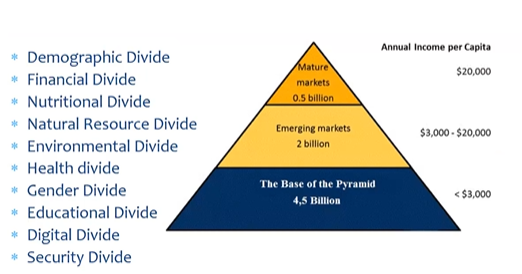 Demographic Divide
Financial Divide
Nutritional Divide
Natural Resource Divide
Environmental Divide
Health divide
Gender Divide
Educational Divide
Digital Divide
Security Divide
Mature
markets
0.5 billion
Emerging markets
2 billion
The Base of the Pyramid
4,5 Billion
Annual Income per Capita
$20,000
$3,000 - $20,000
< $3,000